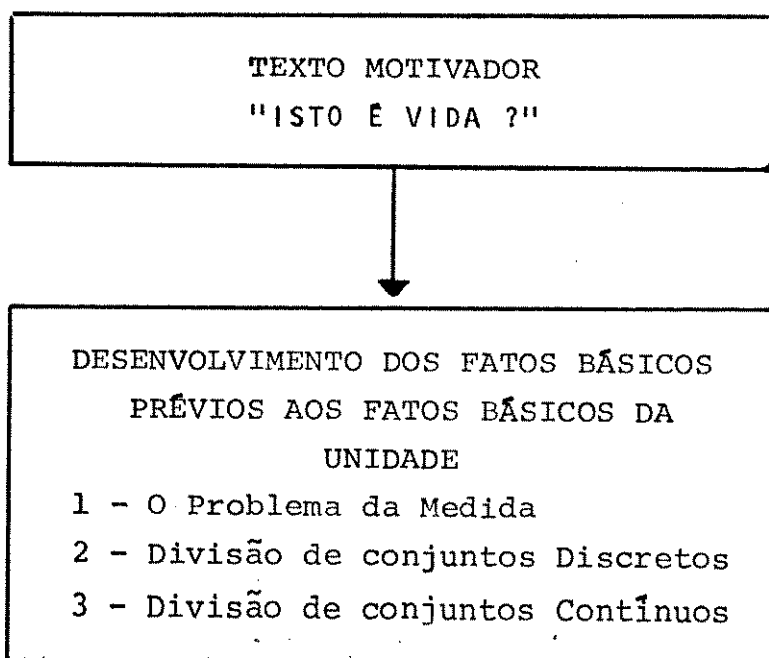 TEXTO MOTIVADOR
"ISTO É VIDA ?"
DESENVOLVIMENTO DOS FATOS BÁSICOS
PRÉVIOS AOS FATOS BÁSICOS DA
UNIDADE
1 - O Problema da Medida
2 - Divisão de conjuntos Discretos
3 - Divisão de conjuntos Contínuos